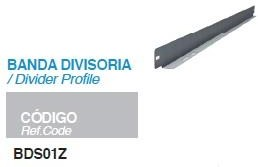 BANDA DIVISORIA
/ Divider Profile
CÓDIGO
Ref.Code
BDS01Z